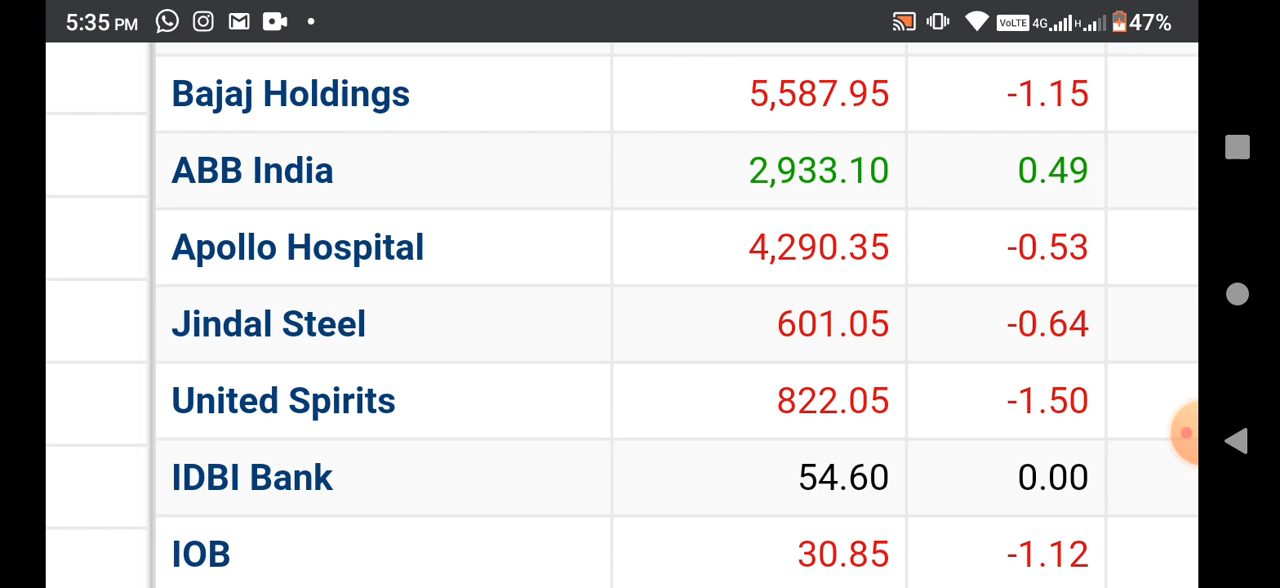 5:35 PM VoLTE 4G H 47%
Bajaj Holdings 5,587.95 -1.15
ABB India 2,933.10 0.49
Apollo Hospital 4,290.35 -0.53
Jindal Steel 601.05 -0.64
United Spirits 822.05 -1.50
IDBI Bank 54.60 0.00
IOB 30.85 -1.12